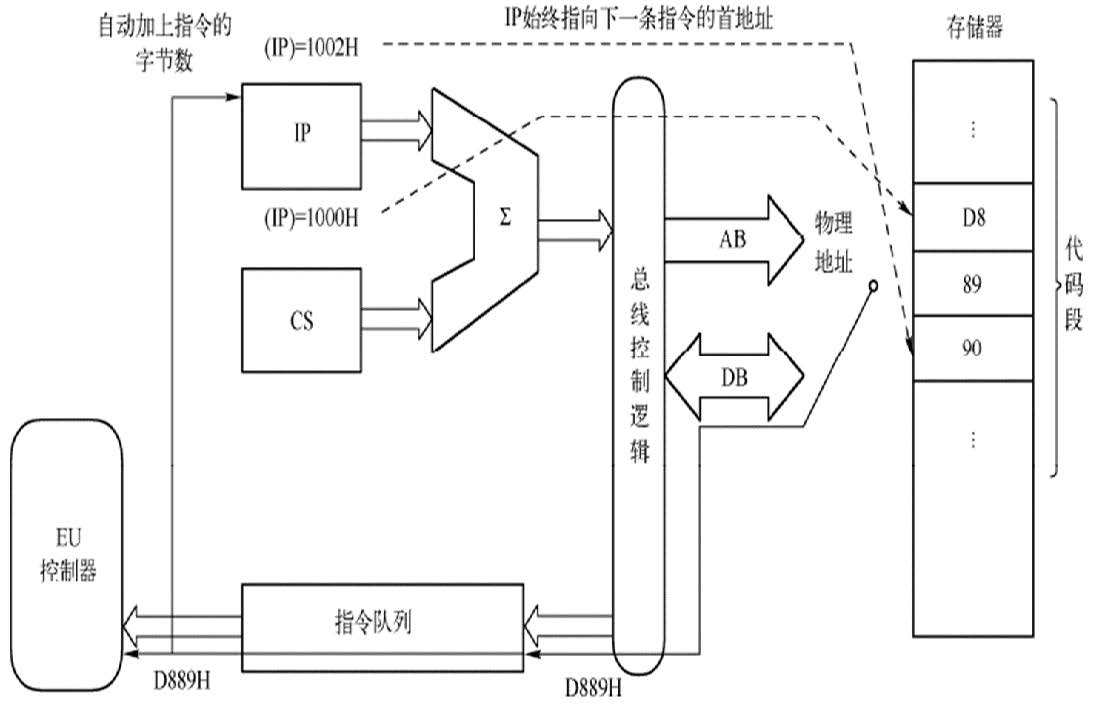 IP始终指向下一条指令的首地址
存储器
自动加上指令的
字节数
(IP)=1002H
IP
⋮
(IP)=1000H
Σ
D8
AB
物理
地址
代码段
89
CS
总线控制逻辑
90
DB
⋮
EU
控制器
指令队列
D889H
D889H